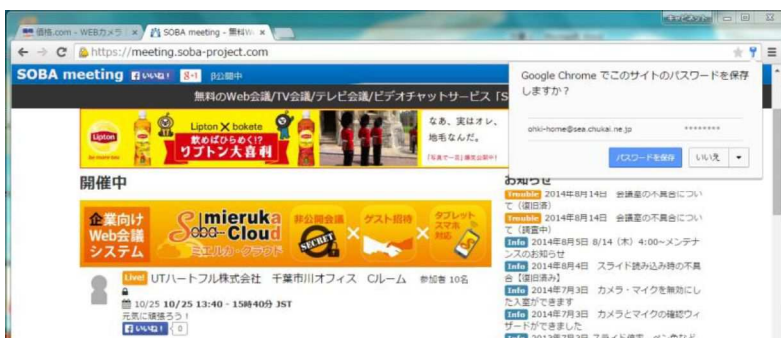 価格.com - WEBカメラ
SOBA meeting - 無料W
https://meeting.soba-project.com
SOBA meeting いいね! g+1 β公開中
無料のWeb会議/TV会議/テレビ会議/ビデオチャットサービス「S
Google Chrome でこのサイトのパスワードを保存
しますか？
ohki-home@sea.chukai.ne.jp ********
パスワードを保存 いいえ
Lipton
Lipton X bokete
飲めばひらめく!?
リプトン大喜利
なあ、実はオレ、
地毛なんだ。
開催中
企業向け
Web会議
システム
mieruka
Soba-Cloud
ミエルカ・クラウド
非公開会議
SECRET
ゲスト招待
タブレット
スマホ
対応
Live! UTハートフル株式会社 千葉市川オフィス Cルーム 参加者 10名
10/25 10/25 13:40 - 15時40分 JST
元気に頑張ろう！
いいね! 0
お知らせ
Trouble 2014年8月14日 会議室の不具合につい
て（復旧済）
Trouble 2014年8月14日 会議室の不具合につい
て（調査中）
Info 2014年8月5日 8/14（木）4:00~メンテナ
ンスのお知らせ
Info 2014年8月4日 スライド読み込み時の不具
合【復旧済み】
Info 2014年7月3日 カメラ・マイクを無効にし
た入室ができます
Info 2014年7月3日 カメラとマイクの確認ウィ
ザードができました